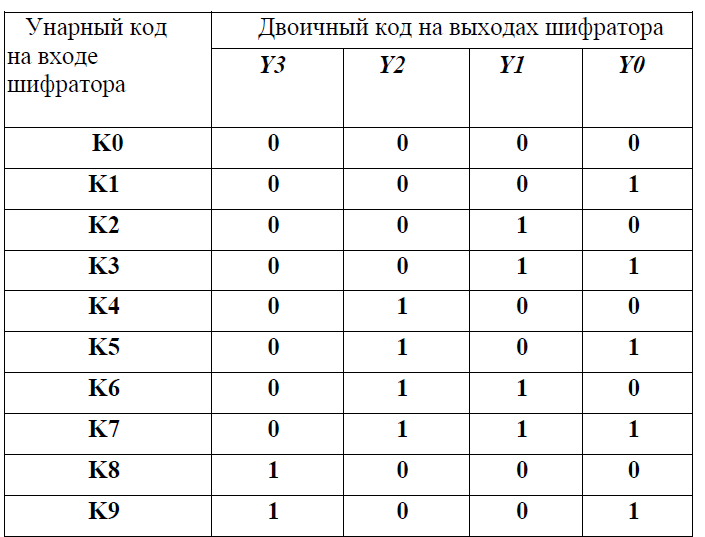 Унарный код
на входе
шифратора
Двоичный код на выходах шифратора
Y3 Y2 Y1 Y0
K0 0 0 0 0
K1 0 0 0 1
K2 0 0 1 0
K3 0 0 1 1
K4 0 1 0 0
K5 0 1 0 1
K6 0 1 1 0
K7 0 1 1 1
K8 1 0 0 0
K9 1 0 0 1